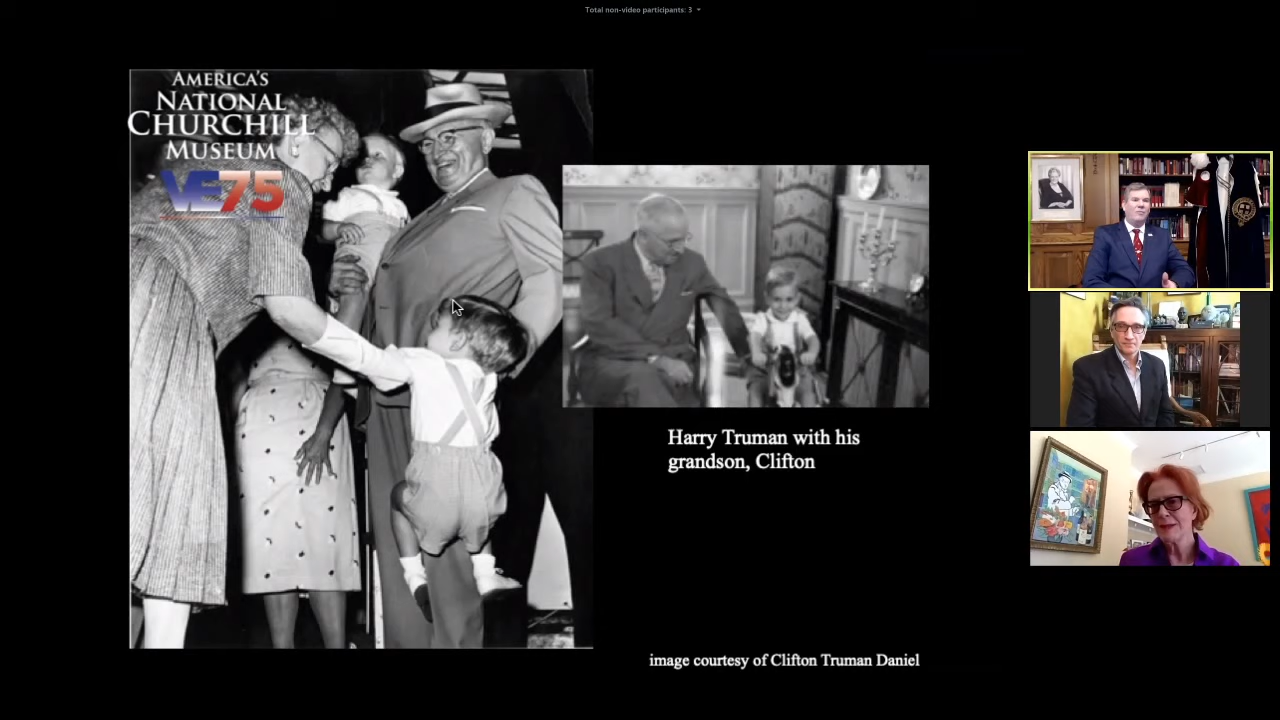 Total non-video participants: 3
AMERICA'S
NATIONAL
CHURCHILL
MUSEUM
VE75
Harry Truman with his
grandson, Clifton
image courtesy of Clifton Truman Daniel